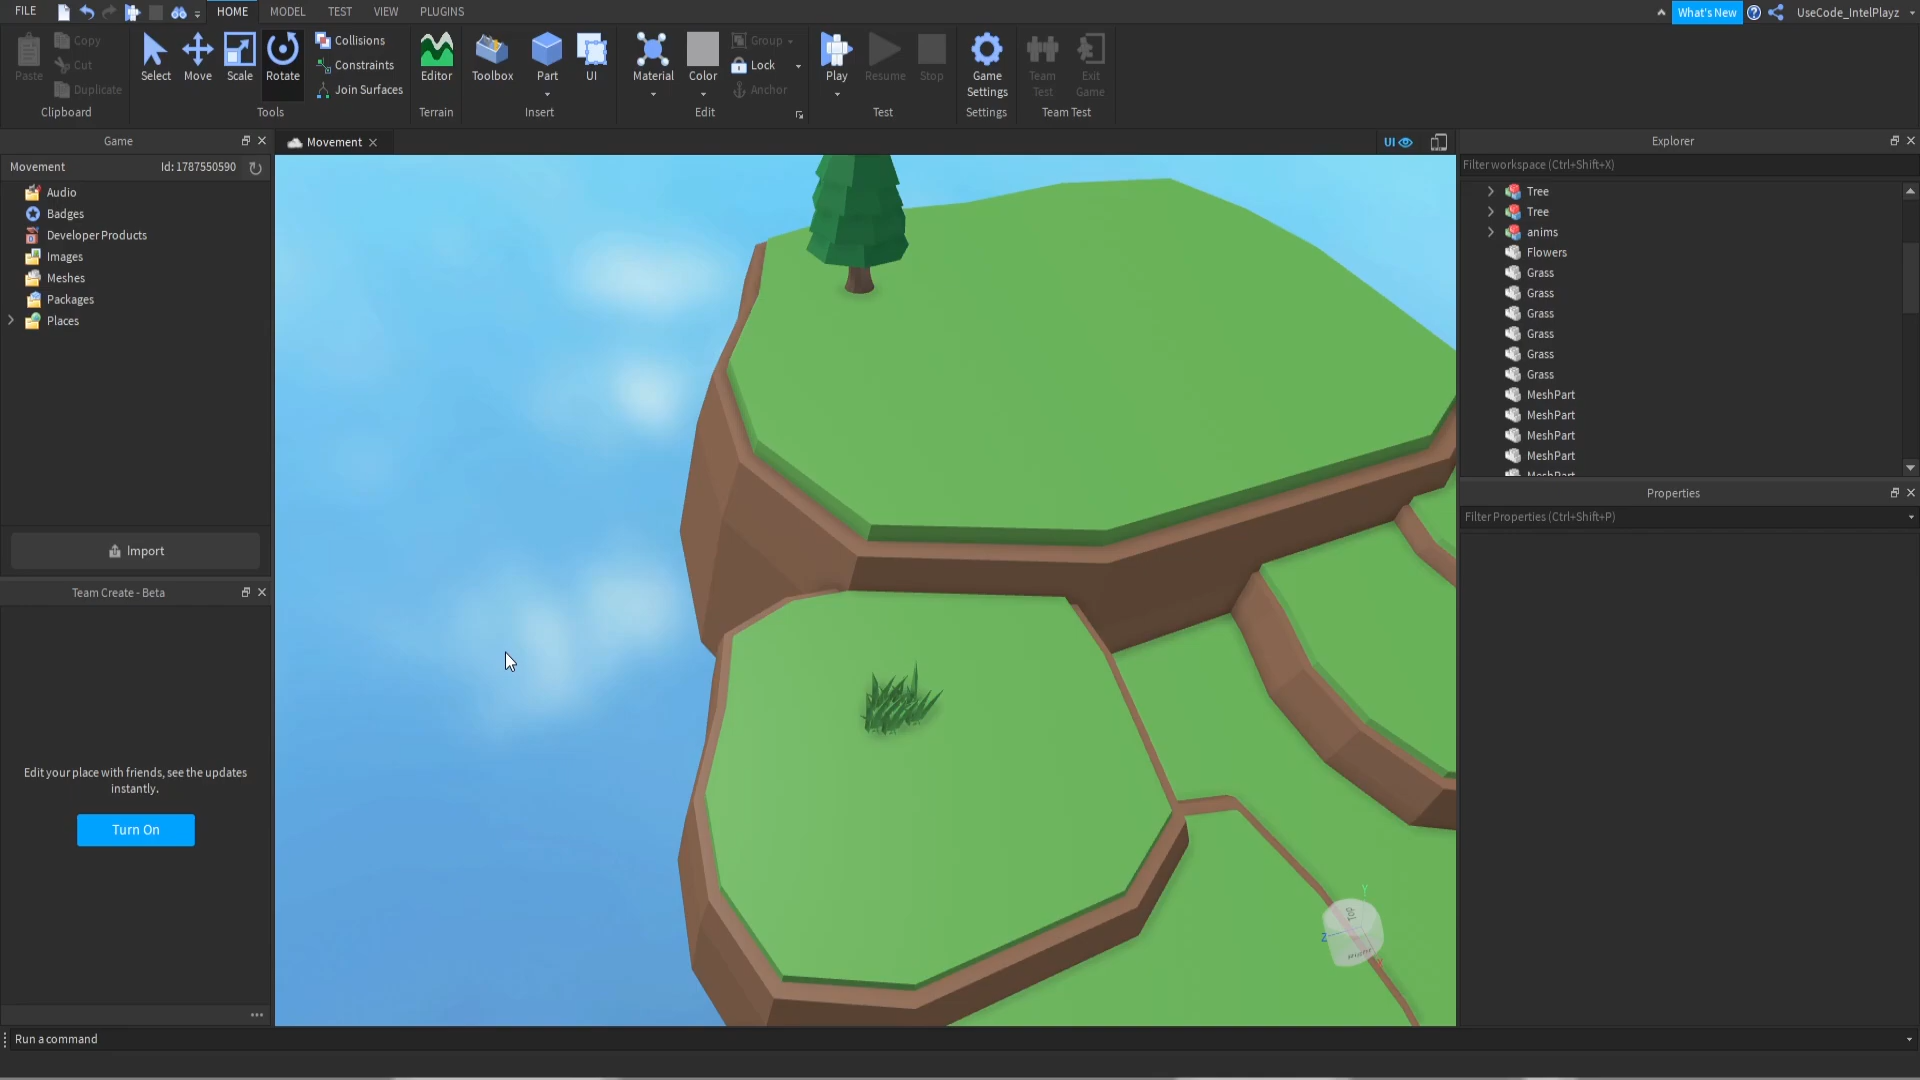 FILE HOME MODEL TEST VIEW PLUGINS What's New UseCode_IntelPlayz
Paste Copy Cut Duplicate Clipboard
Select Move Scale Rotate Collisions Constraints Join Surfaces Tools
Editor Terrain
Toolbox Part UI Insert
Material Color Group Lock Anchor Edit
Play Resume Stop Test
Game Settings Settings
Team Test Exit Game Team Test
Game
Movement Id: 1787550590
Audio
Badges
Developer Products
Images
Meshes
Packages
Places
Import
Team Create - Beta
Edit your place with friends, see the updates
instantly.
Turn On
Movement UI
Y
Top
Z
Explorer
Filter workspace (Ctrl+Shift+X)
Tree
Tree
anims
Flowers
Grass
Grass
Grass
Grass
Grass
Grass
MeshPart
MeshPart
MeshPart
MeshPart
MeshPart
Properties
Filter Properties (Ctrl+Shift+P)
Run a command